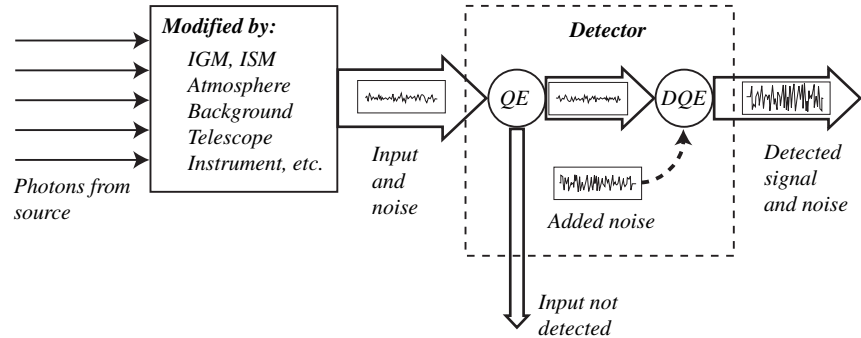 Modified by:
IGM, ISM
Atmosphere
Background
Telescope
Instrument, etc.
Photons from
source
Input
and
noise
Detector
QE
DQE
Added noise
Input not
detected
Detected
signal
and noise